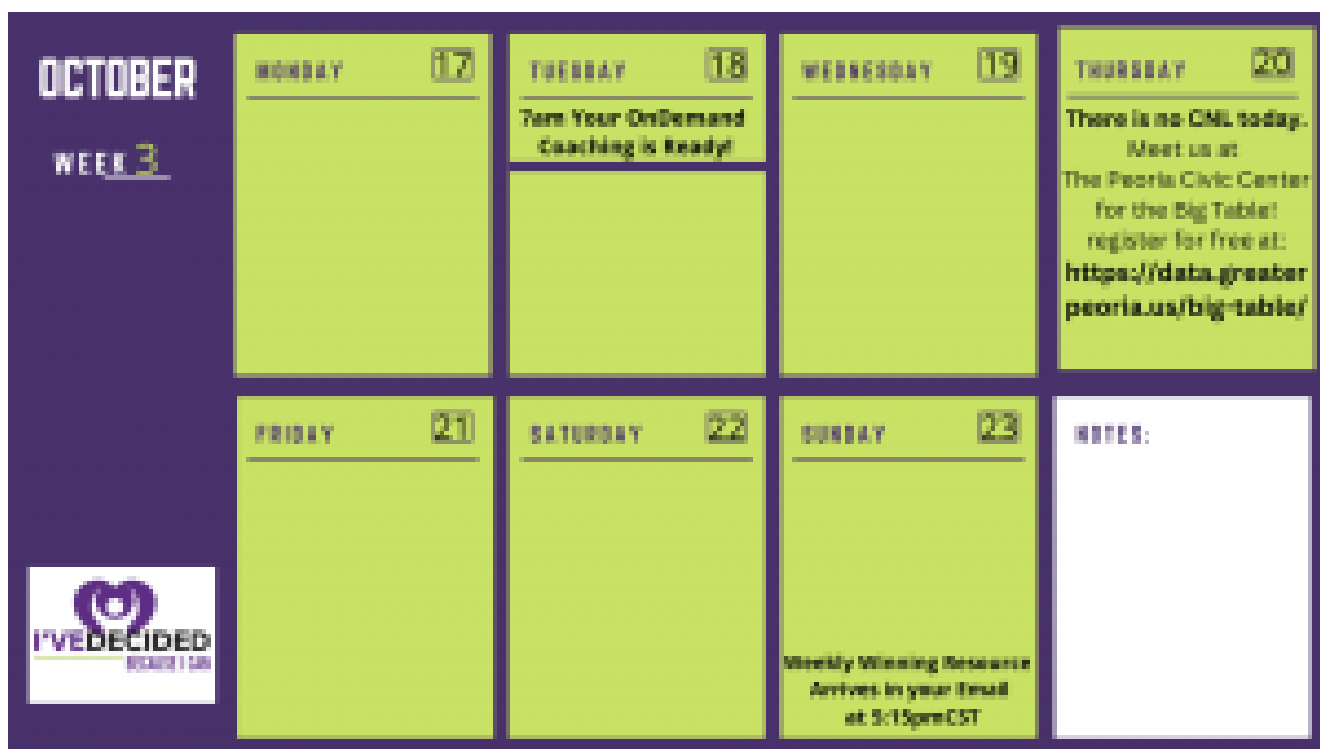 OCTOBER
WEEK 3
MONDAY 17
TUESDAY 18
7am Your OnDemand
Coaching is Ready!
WEDNESDAY 19
THURSDAY 20
There is no CNL today.
Meet us at
The Peoria Civic Center
for the Big Table!
register for free at:
https://data.greater
peoria.us/big-table/
FRIDAY 21
SATURDAY 22
SUNDAY 23
Weekly Winning Resource
Arrives in your Email
at 5:15pmCST
NOTES:
I'VEDECIDED
BECAUSE I CAN